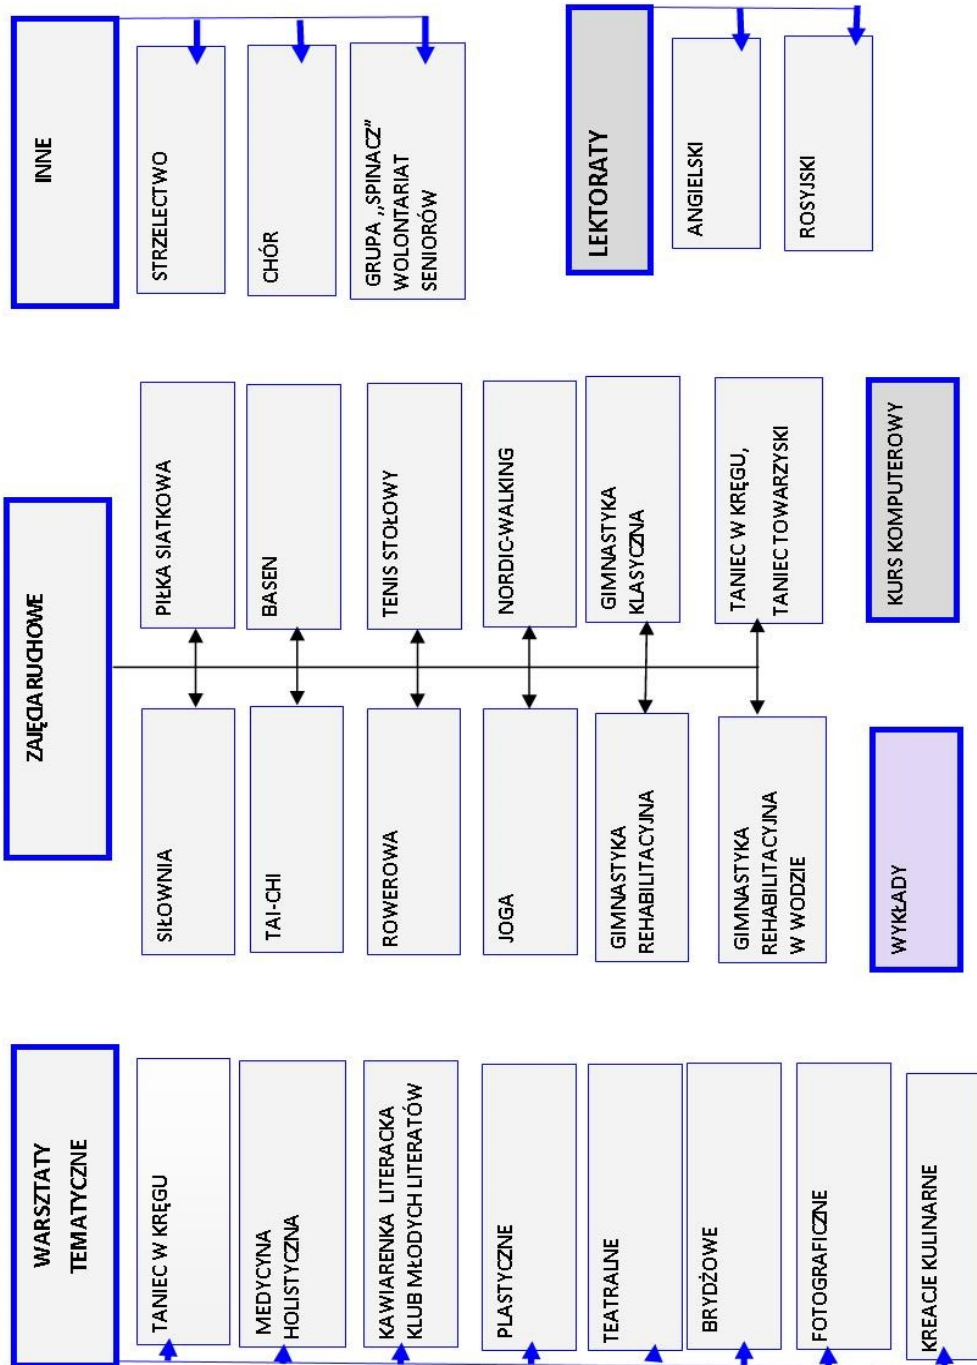 WARSZTATY
TEMATYCZNE
TANIEC W KRĘGU
MEDYCYNA
HOLISTYCZNA
KAWIARENKA LITERACKA
KLUB MŁODYCH LITERATÓW
PLASTYCZNE
TEATRALNE
BRYDŻOWE
FOTOGRAFICZNE
KREACJE KULINARNE
ZAJĘCIA RUCHOWE
SIŁOWNIA
PIŁKA SIATKOWA
TAI-CHI
BASEN
ROWEROWA
TENIS STOŁOWY
JOGA
NORDIC-WALKING
GIMNASTYKA
REHABILITACYJNA
GIMNASTYKA
KLASYCZNA
GIMNASTYKA
REHABILITACYJNA
W WODZIE
TANIEC W KRĘGU,
TANIEC TOWARZYSKI
WYKŁADY
KURS KOMPUTEROWY
INNE
STRZELECTWO
CHÓR
GRUPA ,,SPINACZ”
WOLONTARIAT
SENIORÓW
LEKTORATY
ANGIELSKI
ROSYJSKI